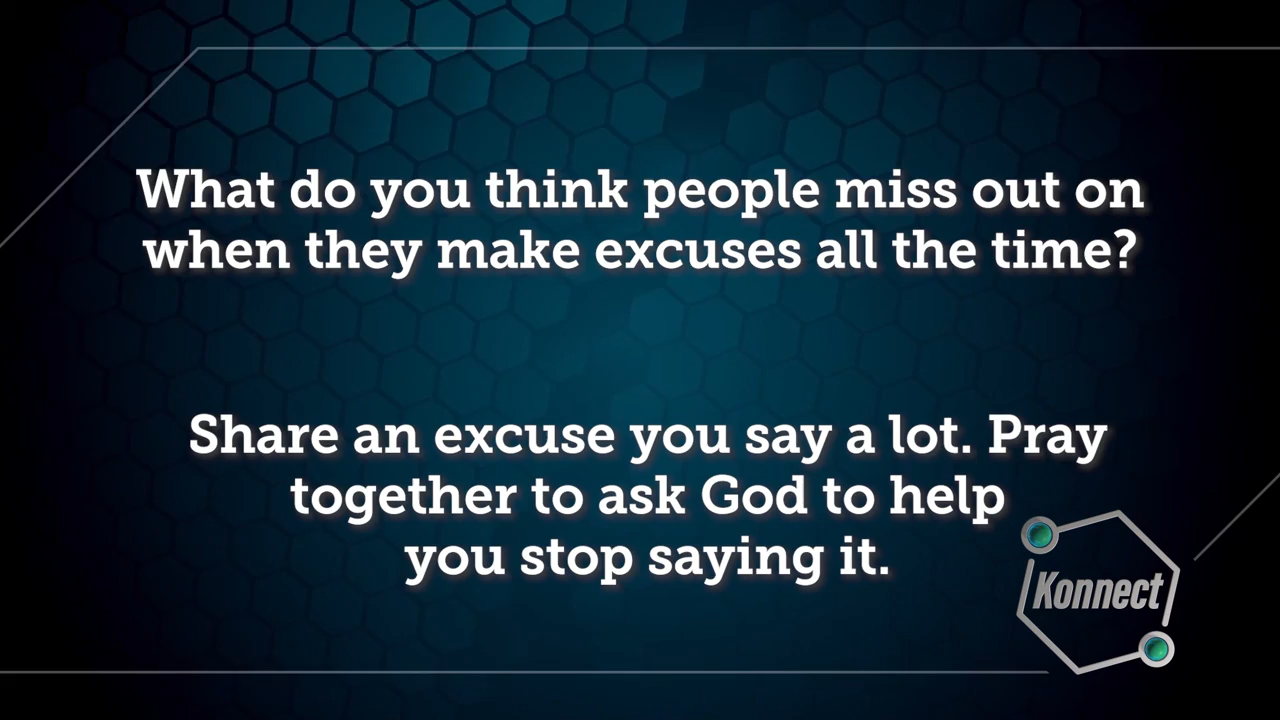 What do you think people miss out on
when they make excuses all the time?
Share an excuse you say a lot. Pray
together to ask God to help
you stop saying it.
Konnect